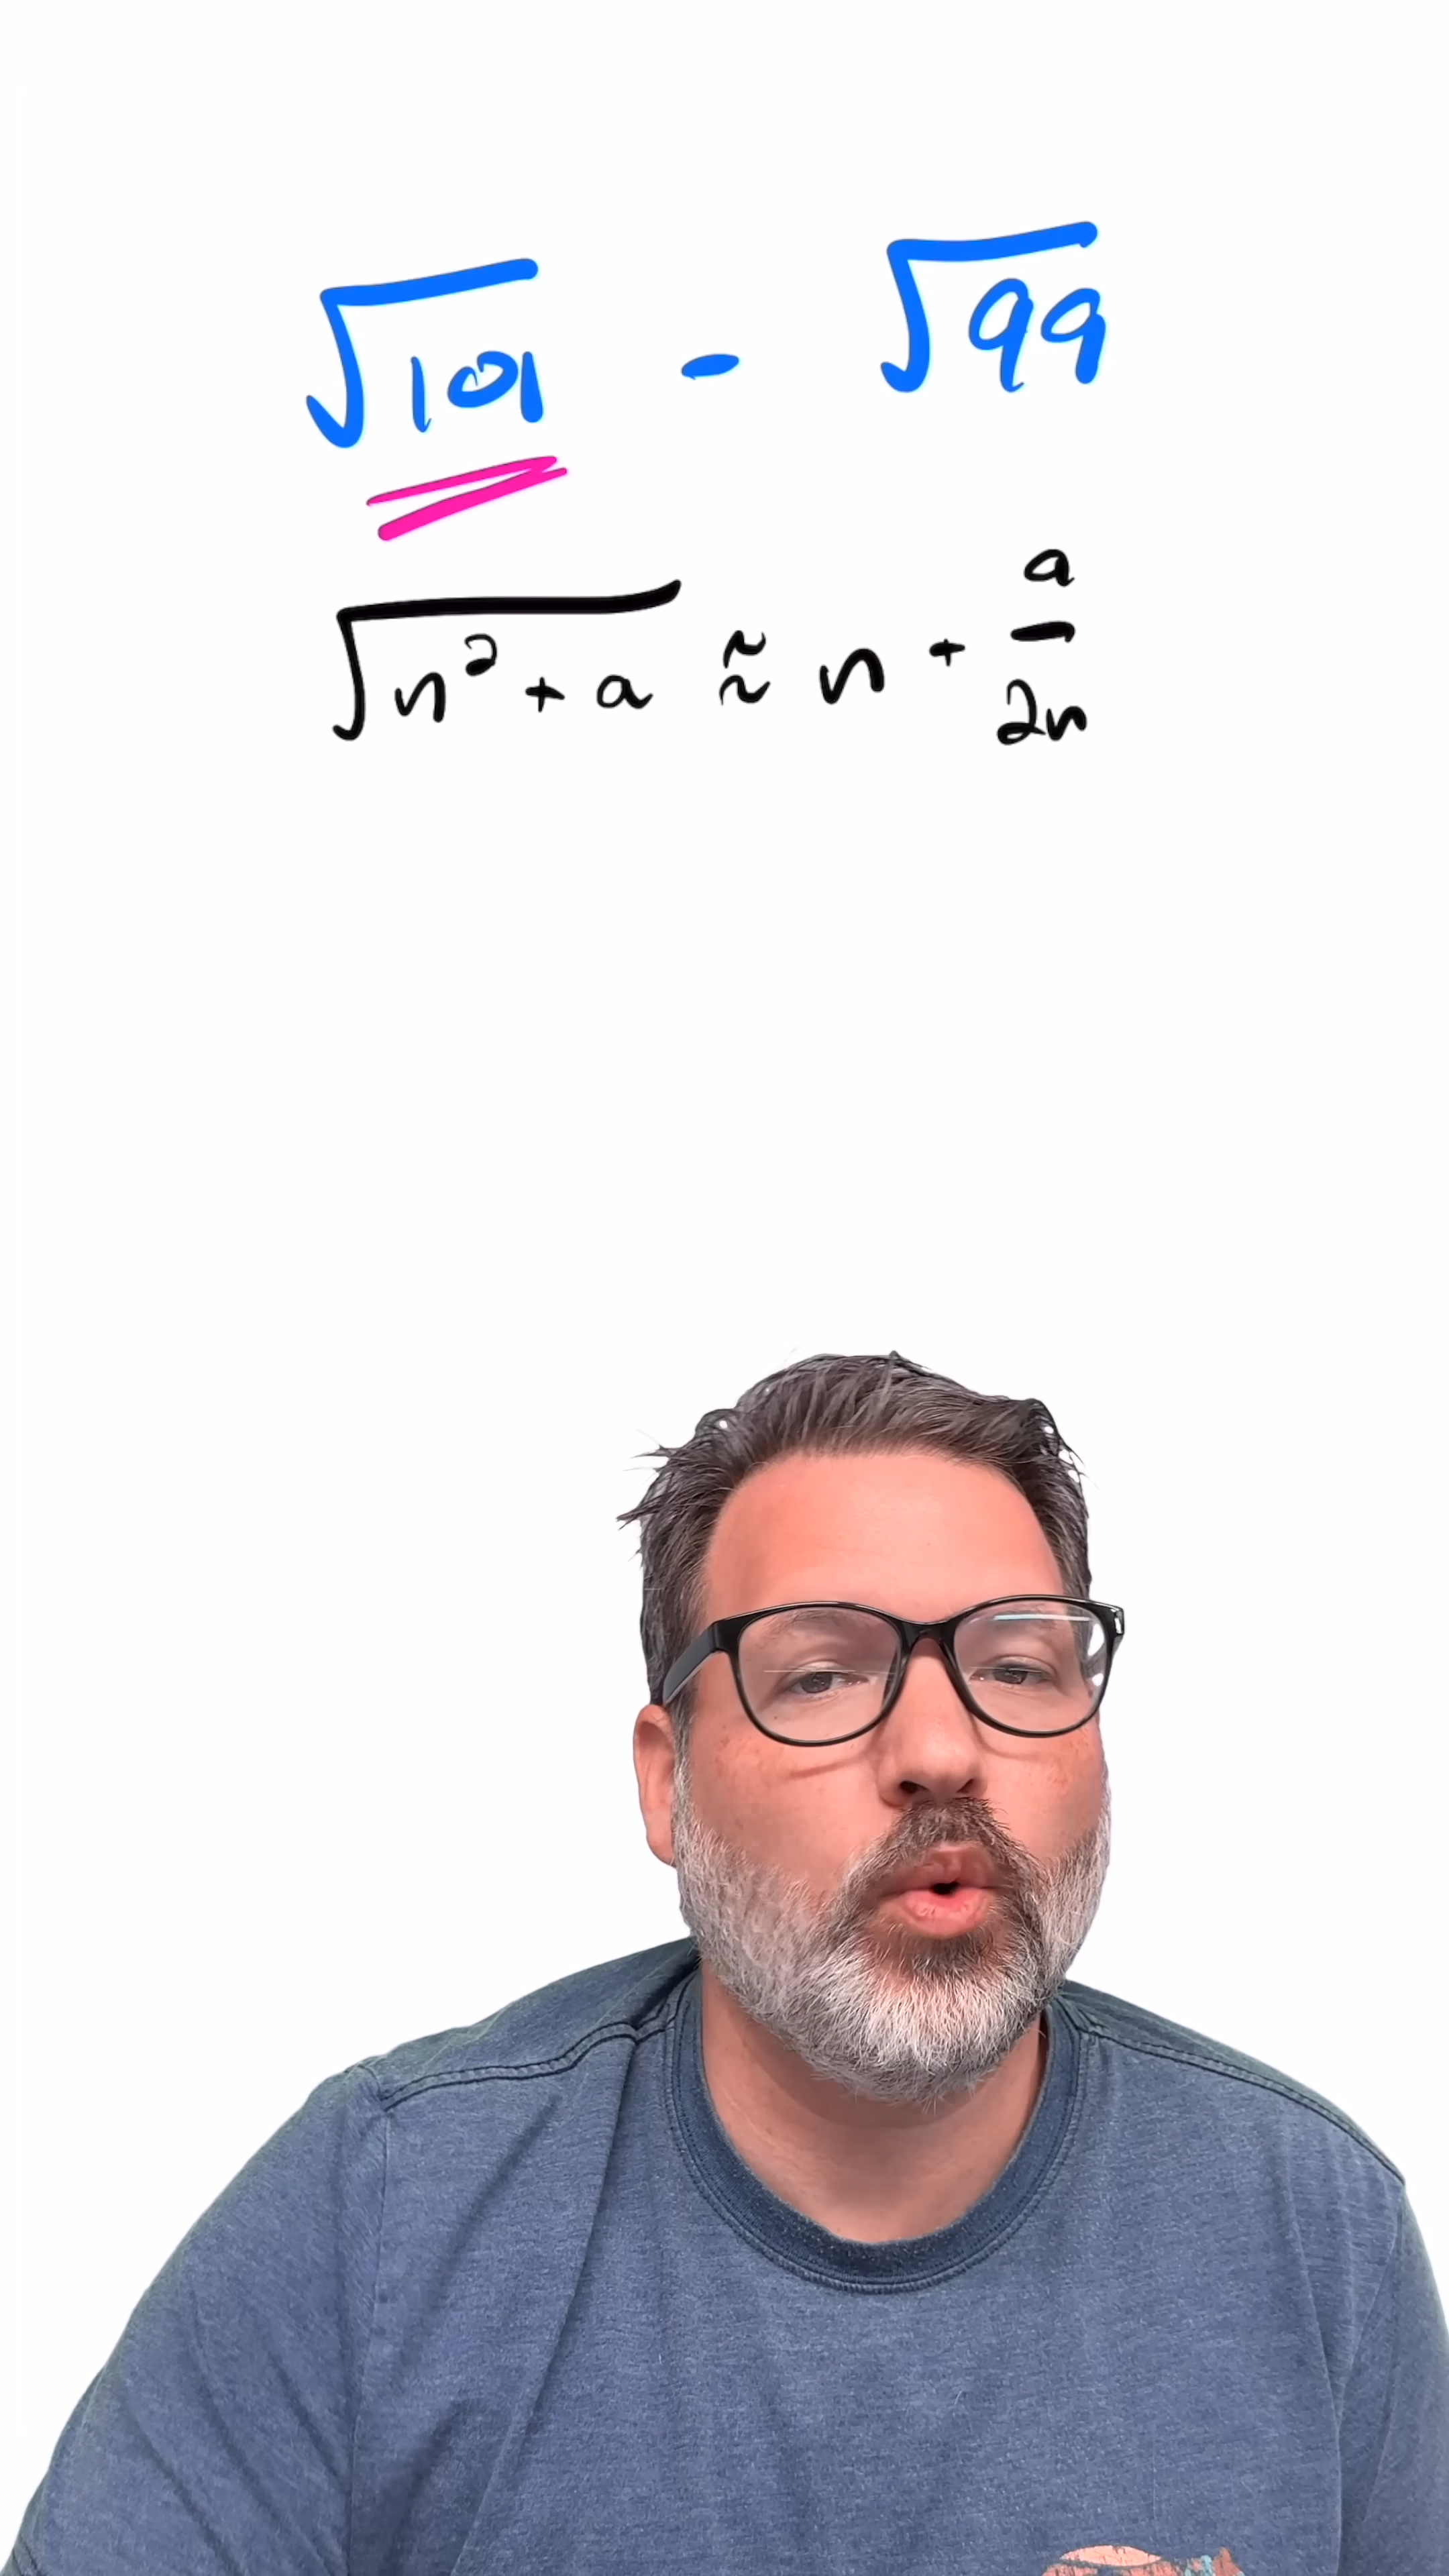 √101 - √99
√n² + a ≈ n + a/2n